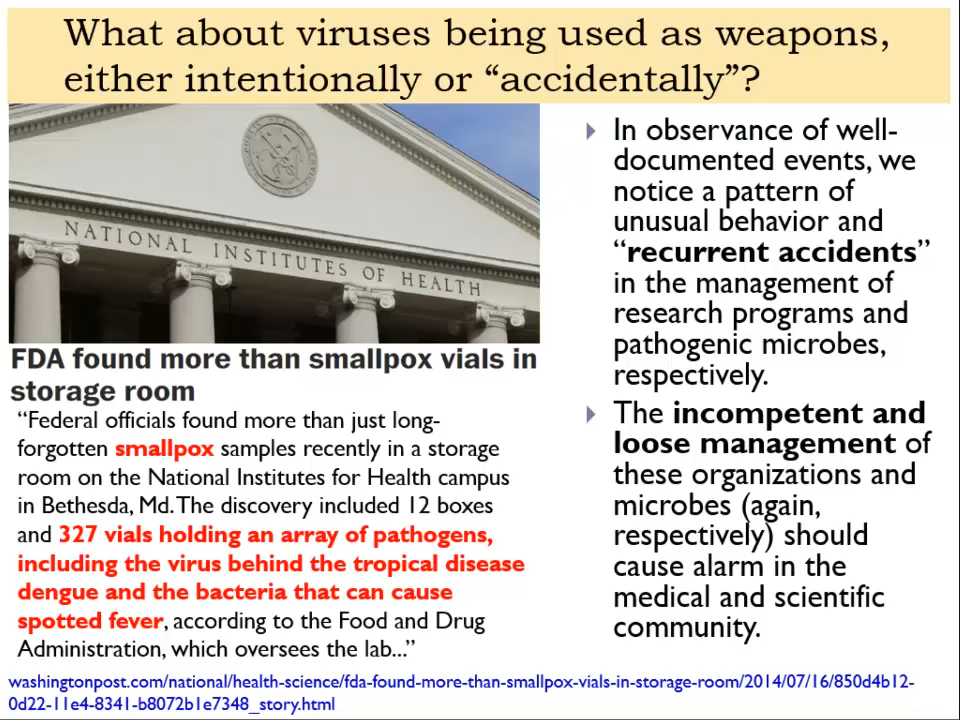 What about viruses being used as weapons,
either intentionally or “accidentally”?
NATIONAL INSTITUTES OF HEALTH
FDA found more than smallpox vials in
storage room
“Federal officials found more than just long-
forgotten smallpox samples recently in a storage
room on the National Institutes for Health campus
in Bethesda, Md. The discovery included 12 boxes
and 327 vials holding an array of pathogens,
including the virus behind the tropical disease
dengue and the bacteria that can cause
spotted fever, according to the Food and Drug
Administration, which oversees the lab...”
In observance of well-
documented events, we
notice a pattern of
unusual behavior and
“recurrent accidents”
in the management of
research programs and
pathogenic microbes,
respectively.
The incompetent and
loose management of
these organizations and
microbes (again,
respectively) should
cause alarm in the
medical and scientific
community.
washingtonpost.com/national/health-science/fda-found-more-than-smallpox-vials-in-storage-room/2014/07/16/850d4b12-
0d22-11e4-8341-b8072b1e7348_story.html